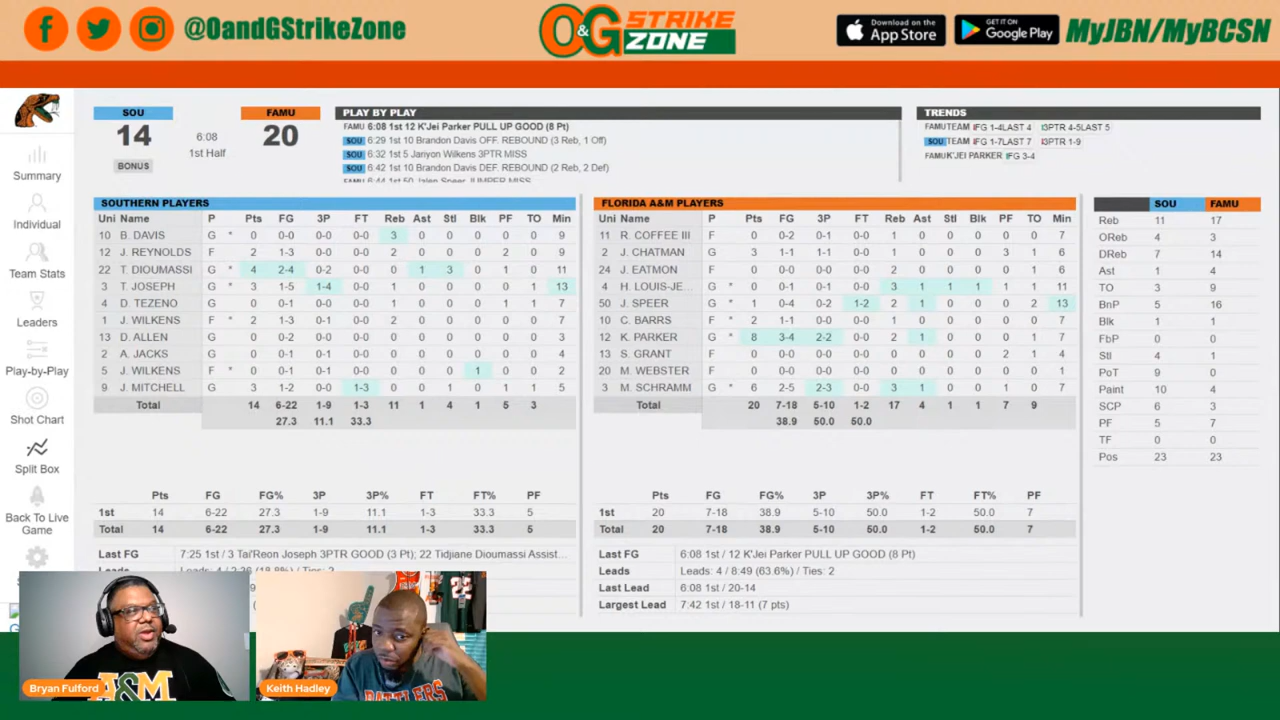 @OandGStrikeZone
O&G STRIKE ZONE
Download on the App Store
GET IT ON Google Play
MyJBN/MyBCSN
SOU
14
BONUS
6:08
1st Half
FAMU
20
PLAY BY PLAY
FAMU 6:08 1st 12 K'Jei Parker PULL UP GOOD (8 Pt)
SOU 6:29 1st 10 Brandon Davis OFF. REBOUND (3 Reb, 1 Off)
SOU 6:32 1st 5 Jariyon Wilkens 3PTR MISS
SOU 6:42 1st 10 Brandon Davis DEF. REBOUND (2 Reb, 2 Def)
FAMU 6:44 1st 50 Jalen Speer JUMPER MISS
TRENDS
FAMU TEAM FG 1-4 LAST 4 3PTR 4-5 LAST 5
SOU TEAM FG 1-7 LAST 7 3PTR 1-9
FAMU K'JEI PARKER FG 3-4
Summary
Individual
Team Stats
Leaders
Play-by-Play
Shot Chart
Split Box
Back To Live Game
SOUTHERN PLAYERS
Uni Name P Pts FG 3P FT Reb Ast Stl Blk PF TO Min
10 B. DAVIS G * 0 0-0 0-0 0-0 3 0 0 0 0 0 9
12 J. REYNOLDS F 2 1-3 0-0 0-0 2 0 0 0 2 0 9
22 T. DIOUMASSI G * 4 2-4 0-2 0-0 0 1 3 0 1 0 11
3 T. JOSEPH G * 3 1-5 1-4 0-0 1 0 0 0 0 1 13
4 D. TEZENO G 0 0-1 0-0 0-0 1 0 0 0 1 1 7
1 J. WILKENS F * 2 1-3 0-1 0-0 2 0 0 0 0 0 7
13 D. ALLEN G 0 0-2 0-0 0-0 0 0 0 0 0 0 3
2 A. JACKS G 0 0-1 0-1 0-0 0 0 0 0 0 0 4
5 J. WILKENS F * 0 0-1 0-1 0-0 0 0 0 1 0 0 2
9 J. MITCHELL G 3 1-2 0-0 1-3 0 0 1 0 1 1 5
Total 14 6-22 1-9 1-3 11 1 4 1 5 3
27.3 11.1 33.3
FLORIDA A&M PLAYERS
Uni Name P Pts FG 3P FT Reb Ast Stl Blk PF TO Min
11 R. COFFEE III F 0 0-2 0-1 0-0 1 0 0 0 0 0 7
2 J. CHATMAN G 3 1-1 1-1 0-0 1 0 0 0 3 1 6
24 J. EATMON F 0 0-0 0-0 0-0 2 0 0 0 1 2 6
4 H. LOUIS-JE... G * 0 0-1 0-1 0-0 3 1 1 1 0 1 11
50 J. SPEER G * 1 0-4 0-2 1-2 2 1 0 0 0 2 13
10 C. BARRS F * 2 1-1 0-0 0-0 2 0 0 0 0 0 7
12 K. PARKER G * 8 3-4 2-2 0-0 2 1 0 0 0 1 7
13 S. GRANT F 0 0-0 0-0 0-0 0 0 0 0 2 1 4
20 M. WEBSTER F 0 0-0 0-0 0-0 0 0 0 0 1 0 0
3 M. SCHRAMM G * 6 2-5 2-3 0-0 3 1 0 0 0 1 7
Total 20 7-18 5-10 1-2 17 4 1 1 7 9
38.9 50.0 50.0
SOU FAMU
Reb 11 17
OReb 4 3
DReb 7 14
Ast 1 4
TO 3 9
BnP 5 16
Blk 1 1
FbP 0 0
Stl 4 1
PoT 9 0
Paint 10 4
SCP 6 3
PF 5 7
TF 0 0
Pos 23 23
Pts FG FG% 3P 3P% FT FT% PF
1st 14 6-22 27.3 1-9 11.1 1-3 33.3 5
Total 14 6-22 27.3 1-9 11.1 1-3 33.3 5
Last FG 7:25 1st / 3 Tai'Reon Joseph 3PTR GOOD (3 Pt); 22 Tidjiane Dioumassi Assist...
Pts FG FG% 3P 3P% FT FT% PF
1st 20 7-18 38.9 5-10 50.0 1-2 50.0 7
Total 20 7-18 38.9 5-10 50.0 1-2 50.0 7
Last FG 6:08 1st / 12 K'Jei Parker PULL UP GOOD (8 Pt)
Leads Leads: 4 / 8:49 (63.6%) / Ties: 2
Last Lead 6:08 1st / 20-14
Largest Lead 7:42 1st / 18-11 (7 pts)
A&M
Bryan Fulford
RATTLERS
Keith Hadley